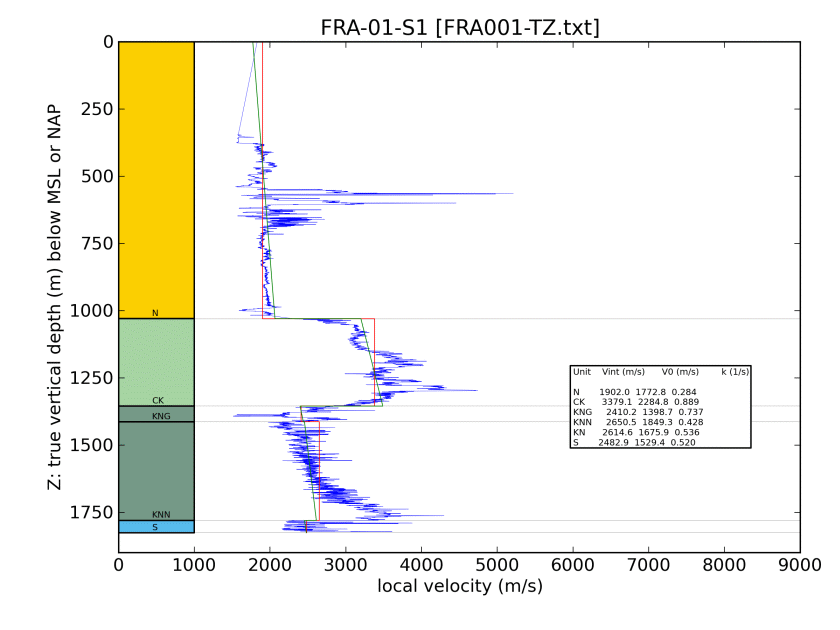 FRA-01-S1 [FRA001-TZ.txt]
Z: true vertical depth (m) below MSL or NAP
0
250
500
750
1000
1250
1500
1750
N
CK
KNG
KNN
S
Unit Vint (m/s) V0 (m/s) k (1/s)
N 1902.0 1772.8 0.284
CK 3379.1 2284.8 0.889
KNG 2410.2 1398.7 0.737
KNN 2650.5 1849.3 0.428
KN 2614.6 1675.9 0.536
S 2482.9 1529.4 0.520
0 1000 2000 3000 4000 5000 6000 7000 8000 9000
local velocity (m/s)